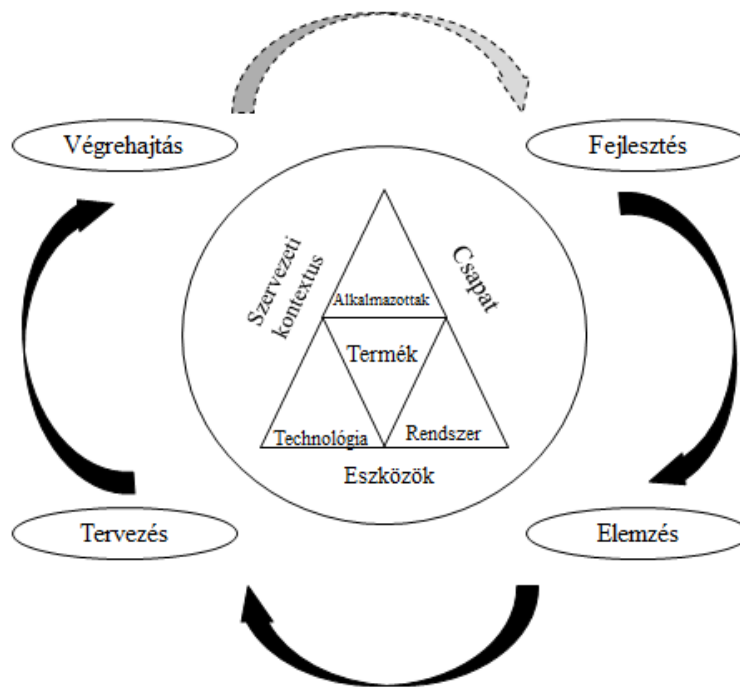 Végrehajtás
Fejlesztés
Szervezeti
kontextus
Csapat
Alkalmazottak
Termék
Technológia
Rendszer
Eszközök
Tervezés
Elemzés